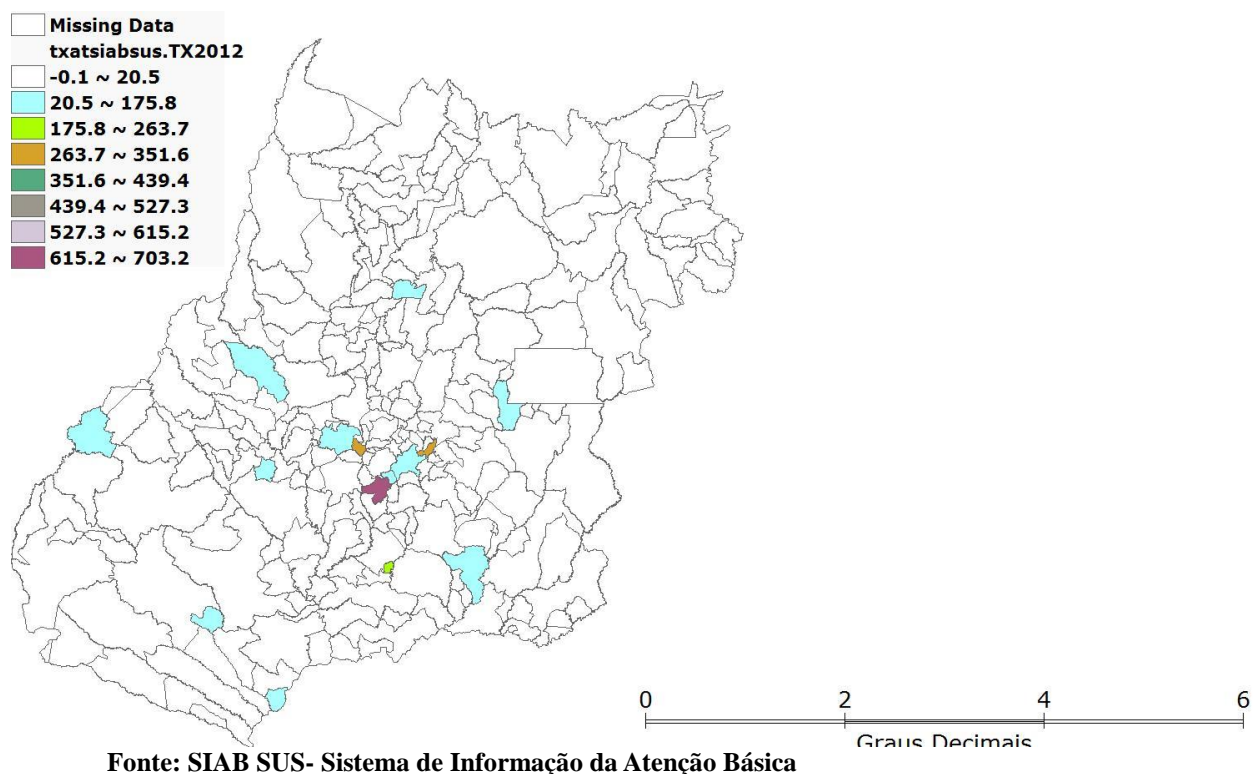 Missing Data
txatsiabsus.TX2012
-0.1 ~ 20.5
20.5 ~ 175.8
175.8 ~ 263.7
263.7 ~ 351.6
351.6 ~ 439.4
439.4 ~ 527.3
527.3 ~ 615.2
615.2 ~ 703.2
0 2 4 6
Graus Decimais
Fonte: SIAB SUS- Sistema de Informação da Atenção Básica